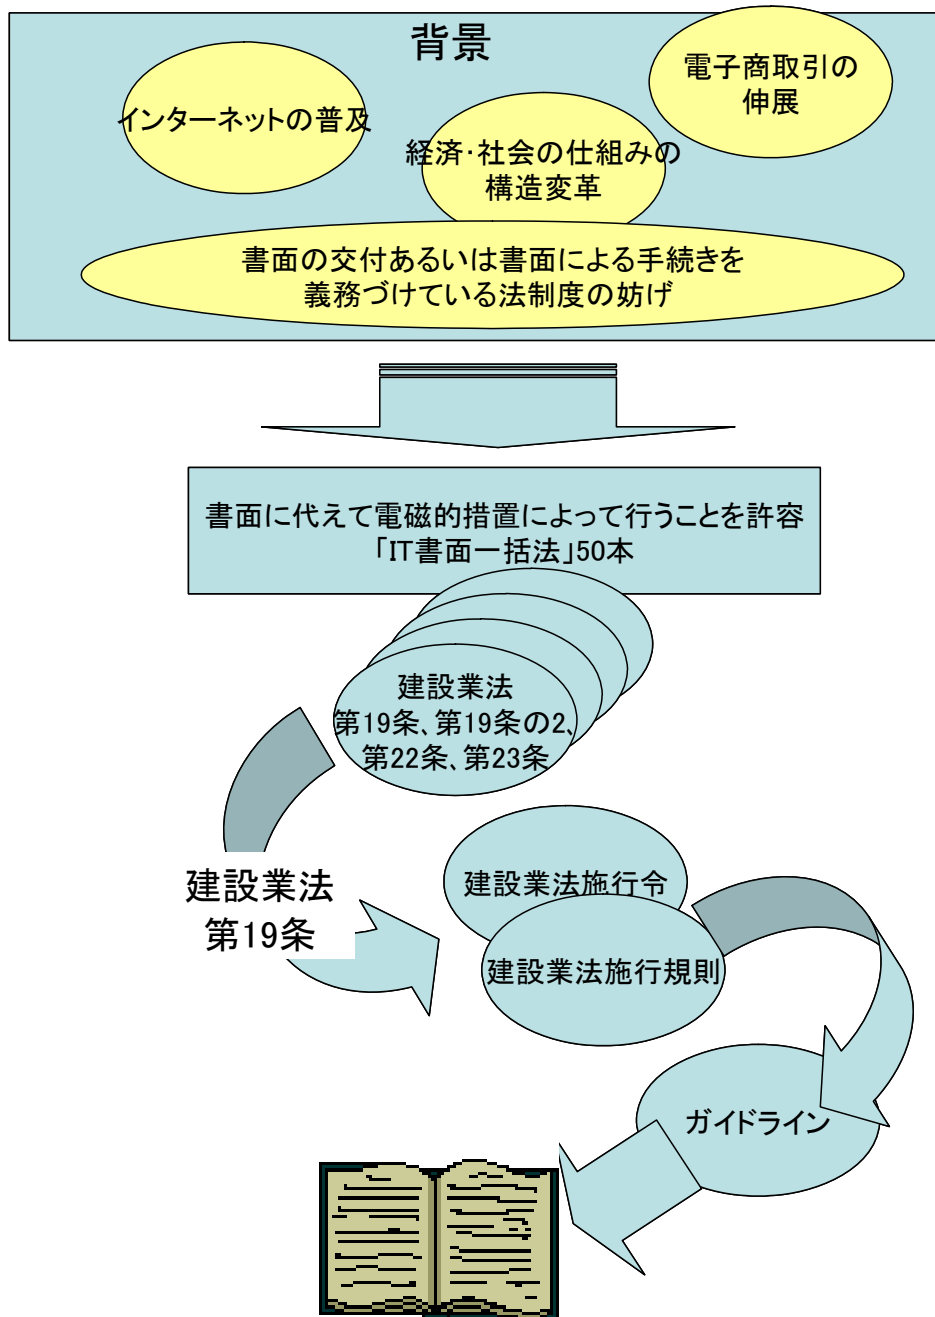 背景
インターネットの普及
電子商取引の
伸展
経済・社会の仕組みの
構造変革
書面の交付あるいは書面による手続きを
義務づけている法制度の妨げ
書面に代えて電磁的措置によって行うことを許容
「IT書面一括法」50本
建設業法
第19条、第19条の2、
第22条、第23条
建設業法
第19条
建設業法施行令
建設業法施行規則
ガイドライン